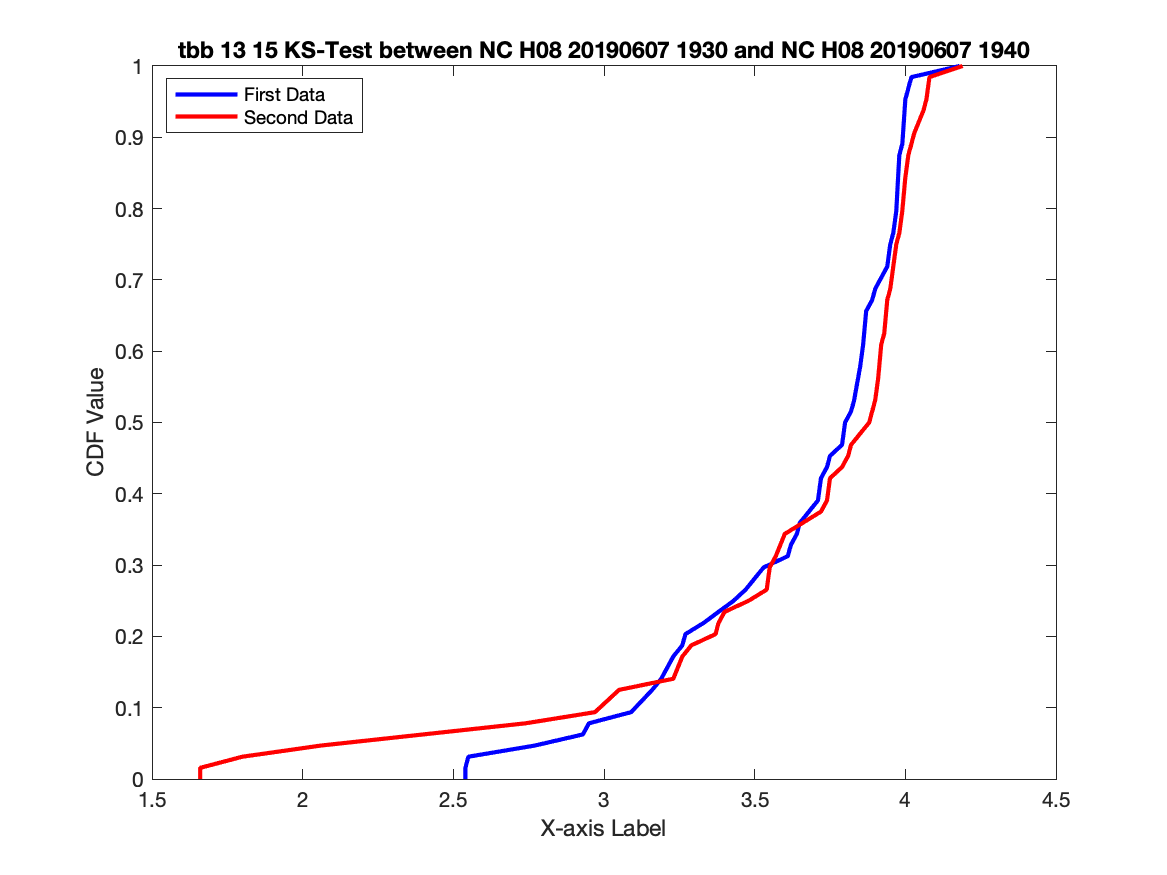 tbb 13 15 KS-Test between NC H08 20190607 1930 and NC H08 20190607 1940
First Data
Second Data
1
0.9
0.8
0.7
0.6
0.5
0.4
0.3
0.2
0.1
0
CDF Value
1.5 2 2.5 3 3.5 4 4.5
X-axis Label